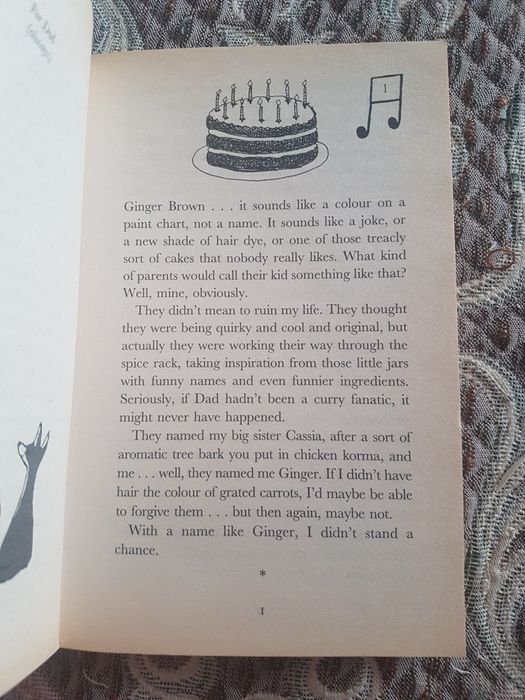 For Dad
(always)
1
Ginger Brown . . . it sounds like a colour on a
paint chart, not a name. It sounds like a joke, or
a new shade of hair dye, or one of those treacly
sort of cakes that nobody really likes. What kind
of parents would call their kid something like that?
Well, mine, obviously.
They didn't mean to ruin my life. They thought
they were being quirky and cool and original, but
actually they were working their way through the
spice rack, taking inspiration from those little jars
with funny names and even funnier ingredients.
Seriously, if Dad hadn't been a curry fanatic, it
might never have happened.
They named my big sister Cassia, after a sort of
aromatic tree bark you put in chicken korma, and
me . . . well, they named me Ginger. If I didn't have
hair the colour of grated carrots, I'd maybe be able
to forgive them . . . but then again, maybe not.
With a name like Ginger, I didn't stand a
chance.
*
1